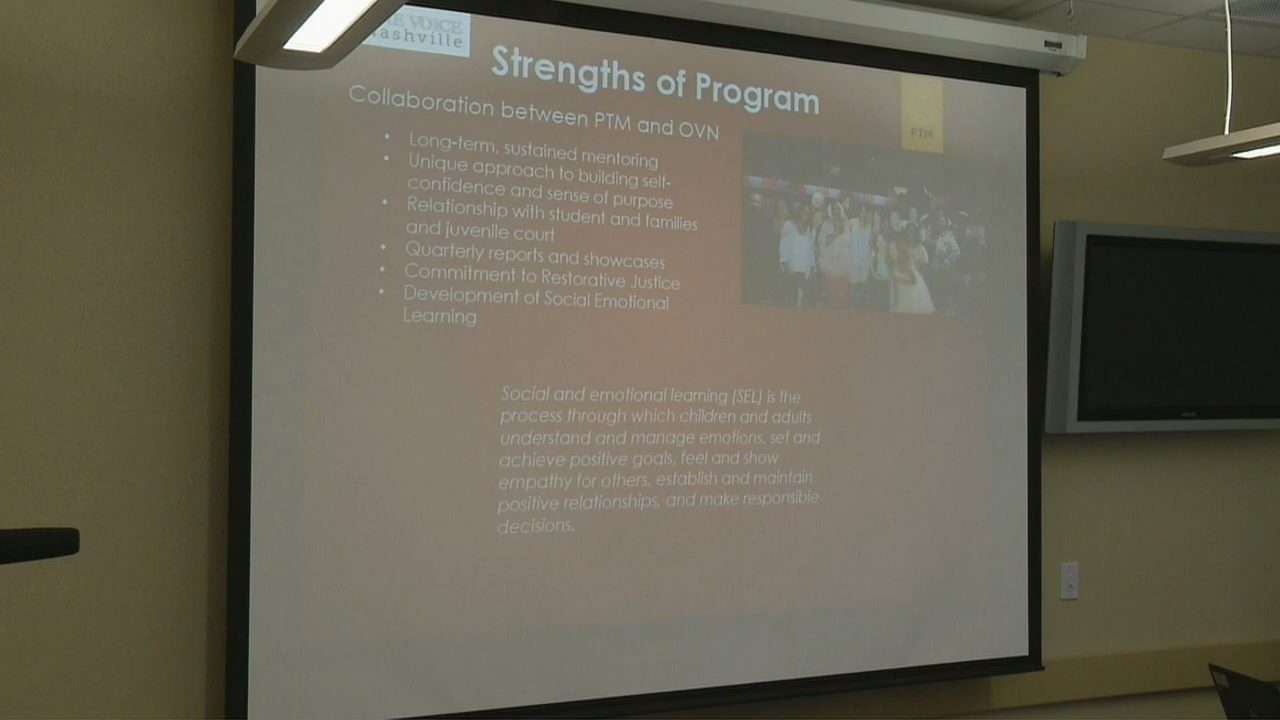 VOICE
ashville
Strengths of Program
Collaboration between PTM and OVN
PTM
• Long-term, sustained mentoring
• Unique approach to building self-
confidence and sense of purpose
• Relationship with student and families
and juvenile court
• Quarterly reports and showcases
• Commitment to Restorative Justice
• Development of Social Emotional
Learning
Social and emotional learning (SEL) is the
process through which children and adults
understand and manage emotions, set and
achieve positive goals, feel and show
empathy for others, establish and maintain
positive relationships, and make responsible
decisions.